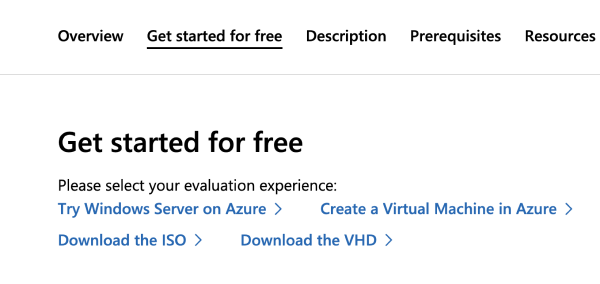 Overview Get started for free Description Prerequisites Resources
Get started for free
Please select your evaluation experience:
Try Windows Server on Azure Create a Virtual Machine in Azure
Download the ISO Download the VHD